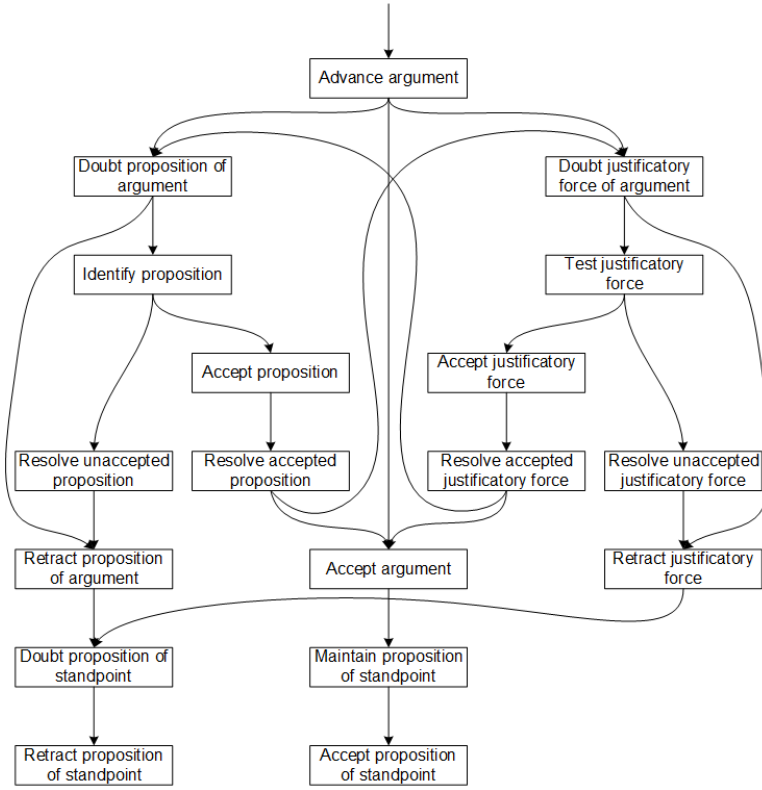 Advance argument
Doubt proposition of
argument
Doubt justificatory
force of argument
Identify proposition
Test justificatory
force
Accept proposition
Accept justificatory
force
Resolve unaccepted
proposition
Resolve accepted
proposition
Resolve accepted
justificatory force
Resolve unaccepted
justificatory force
Retract proposition
of argument
Accept argument
Retract justificatory
force
Doubt proposition of
standpoint
Maintain proposition
of standpoint
Retract proposition
of standpoint
Accept proposition
of standpoint